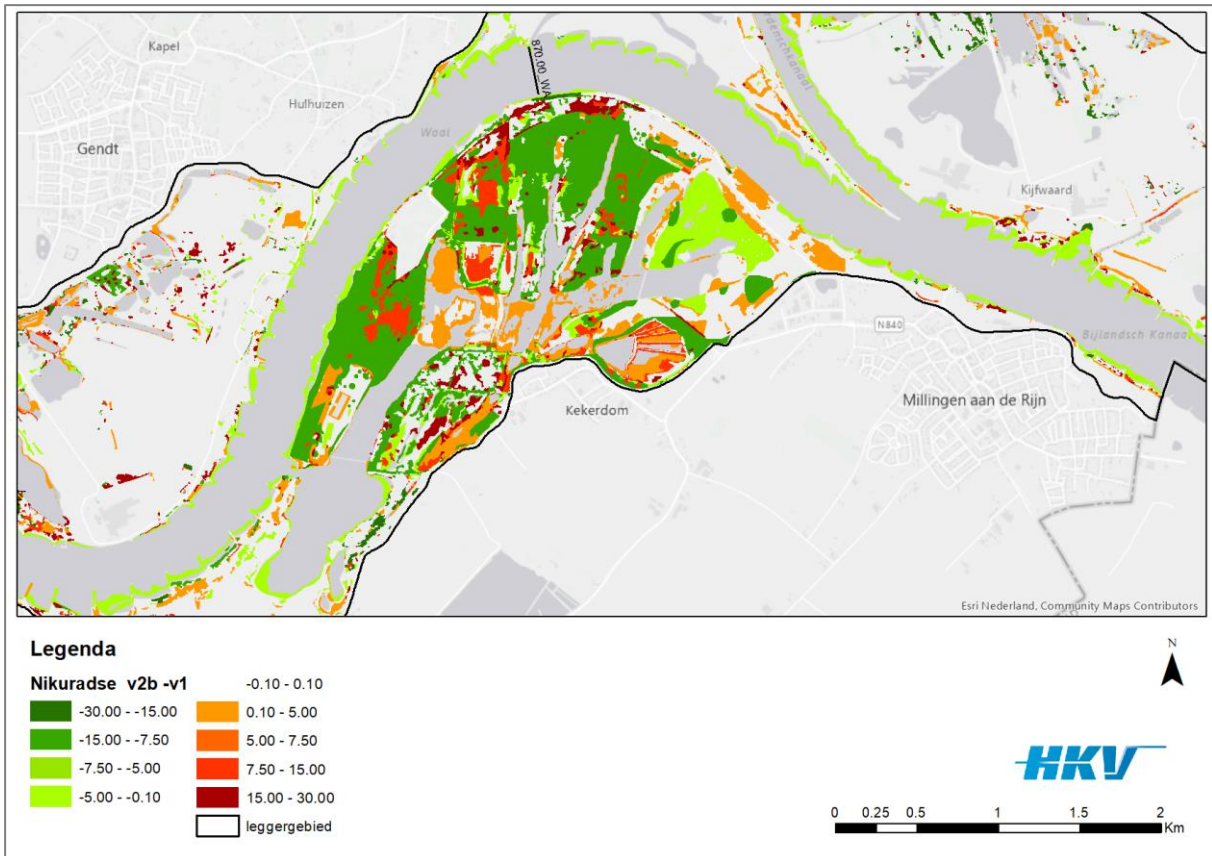 Kapel
Hulhuizen
Gendt
Waal
870.00_WA
Kijfwaard
N840
Bijlandsch Kanaal
Kekerdom
Millingen aan de Rijn
Esri Nederland, Community Maps Contributors
Legenda
Nikuradse v2b -v1
-30.00 - -15.00
-15.00 - -7.50
-7.50 - -5.00
-5.00 - -0.10
-0.10 - 0.10
0.10 - 5.00
5.00 - 7.50
7.50 - 15.00
15.00 - 30.00
leggergebied
N
HKV
0 0.25 0.5 1 1.5 2
Km